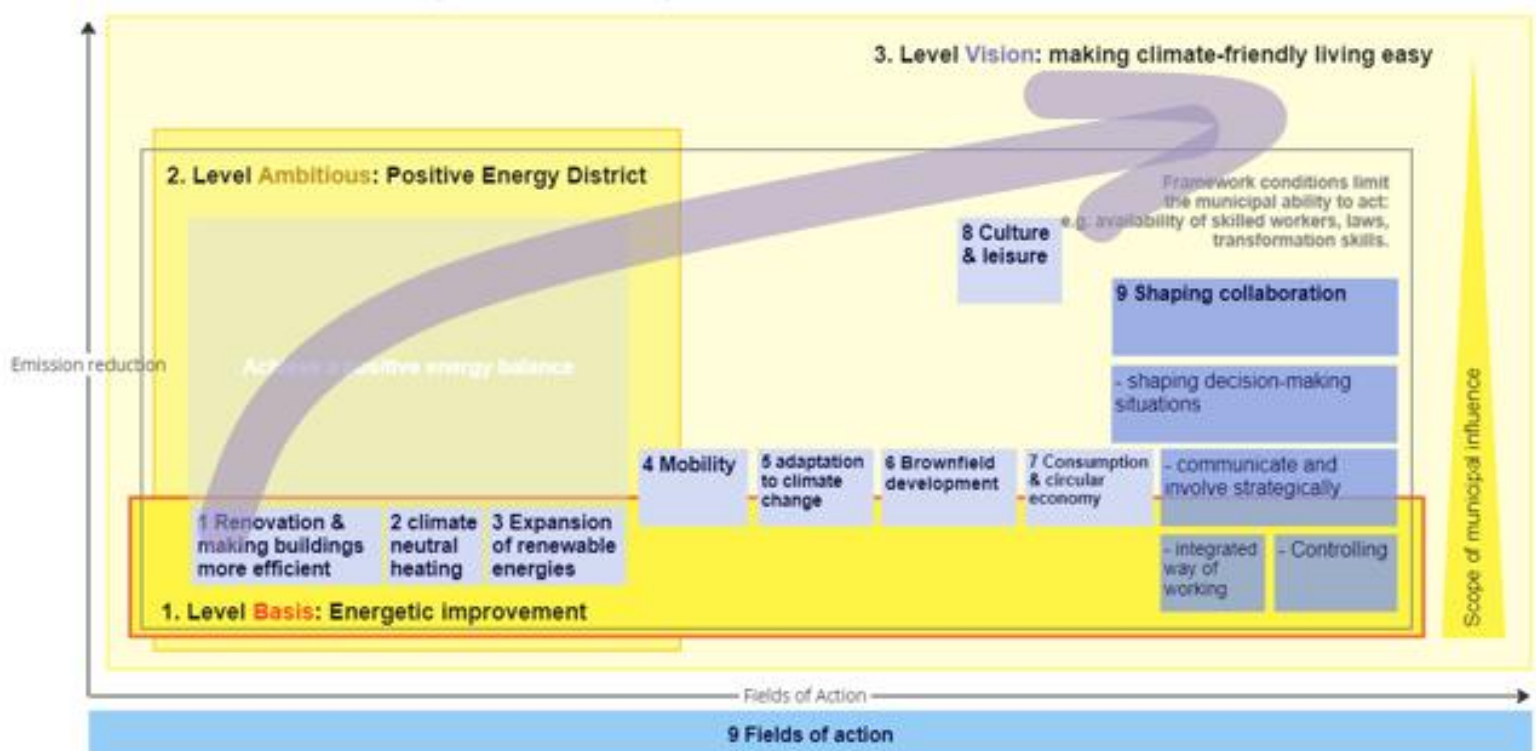 3. Level Vision: making climate-friendly living easy
2. Level Ambitious: Positive Energy District
Framework conditions limit
the municipal ability to act:
e.g. availability of skilled workers, laws,
transformation skills.
8 Culture
& leisure
9 Shaping collaboration
Emission reduction
Achieve a positive energy balance
- shaping decision-making
situations
4 Mobility
5 adaptation
to climate
change
6 Brownfield
development
7 Consumption
& circular
economy
- communicate and
involve strategically
1 Renovation &
making buildings
more efficient
2 climate
neutral
heating
3 Expansion
of renewable
energies
- integrated
way of
working
- Controlling
1. Level Basis: Energetic improvement
Scope of municipal influence
Fields of Action
9 Fields of action